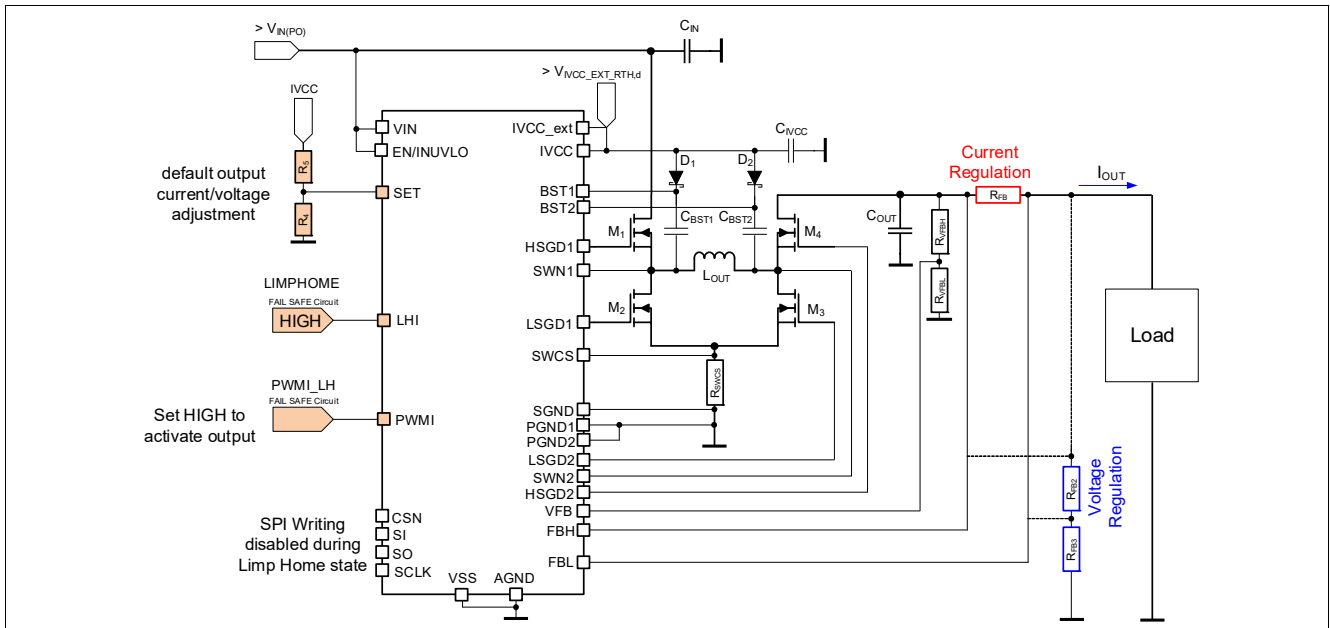 > VIN(PO)
CIN
> VIVCC_EXT_RTH,d
IVCC
VIN
EN/INUVLO
SET
R5
R4
default output
current/voltage
adjustment
IVCC_ext
IVCC
CIVCC
D1
D2
BST1
BST2
CBST1
CBST2
Current
Regulation
RFB
IOUT
COUT
RVFBH
RVFBL
M1
M4
HSGD1
SWN1
LOUT
M2
M3
LSGD1
SWCS
RSWCS
LIMPHOME
FAIL SAFE Circuit
HIGH
LHI
Load
PWMI_LH
FAIL SAFE Circuit
PWMI
Set HIGH to
activate output
SGND
PGND1
PGND2
LSGD2
SWN2
HSGD2
VFB
FBH
FBL
RFB2
RFB3
Voltage
Regulation
SPI Writing
disabled during
Limp Home state
CSN
SI
SO
SCLK
VSS
AGND